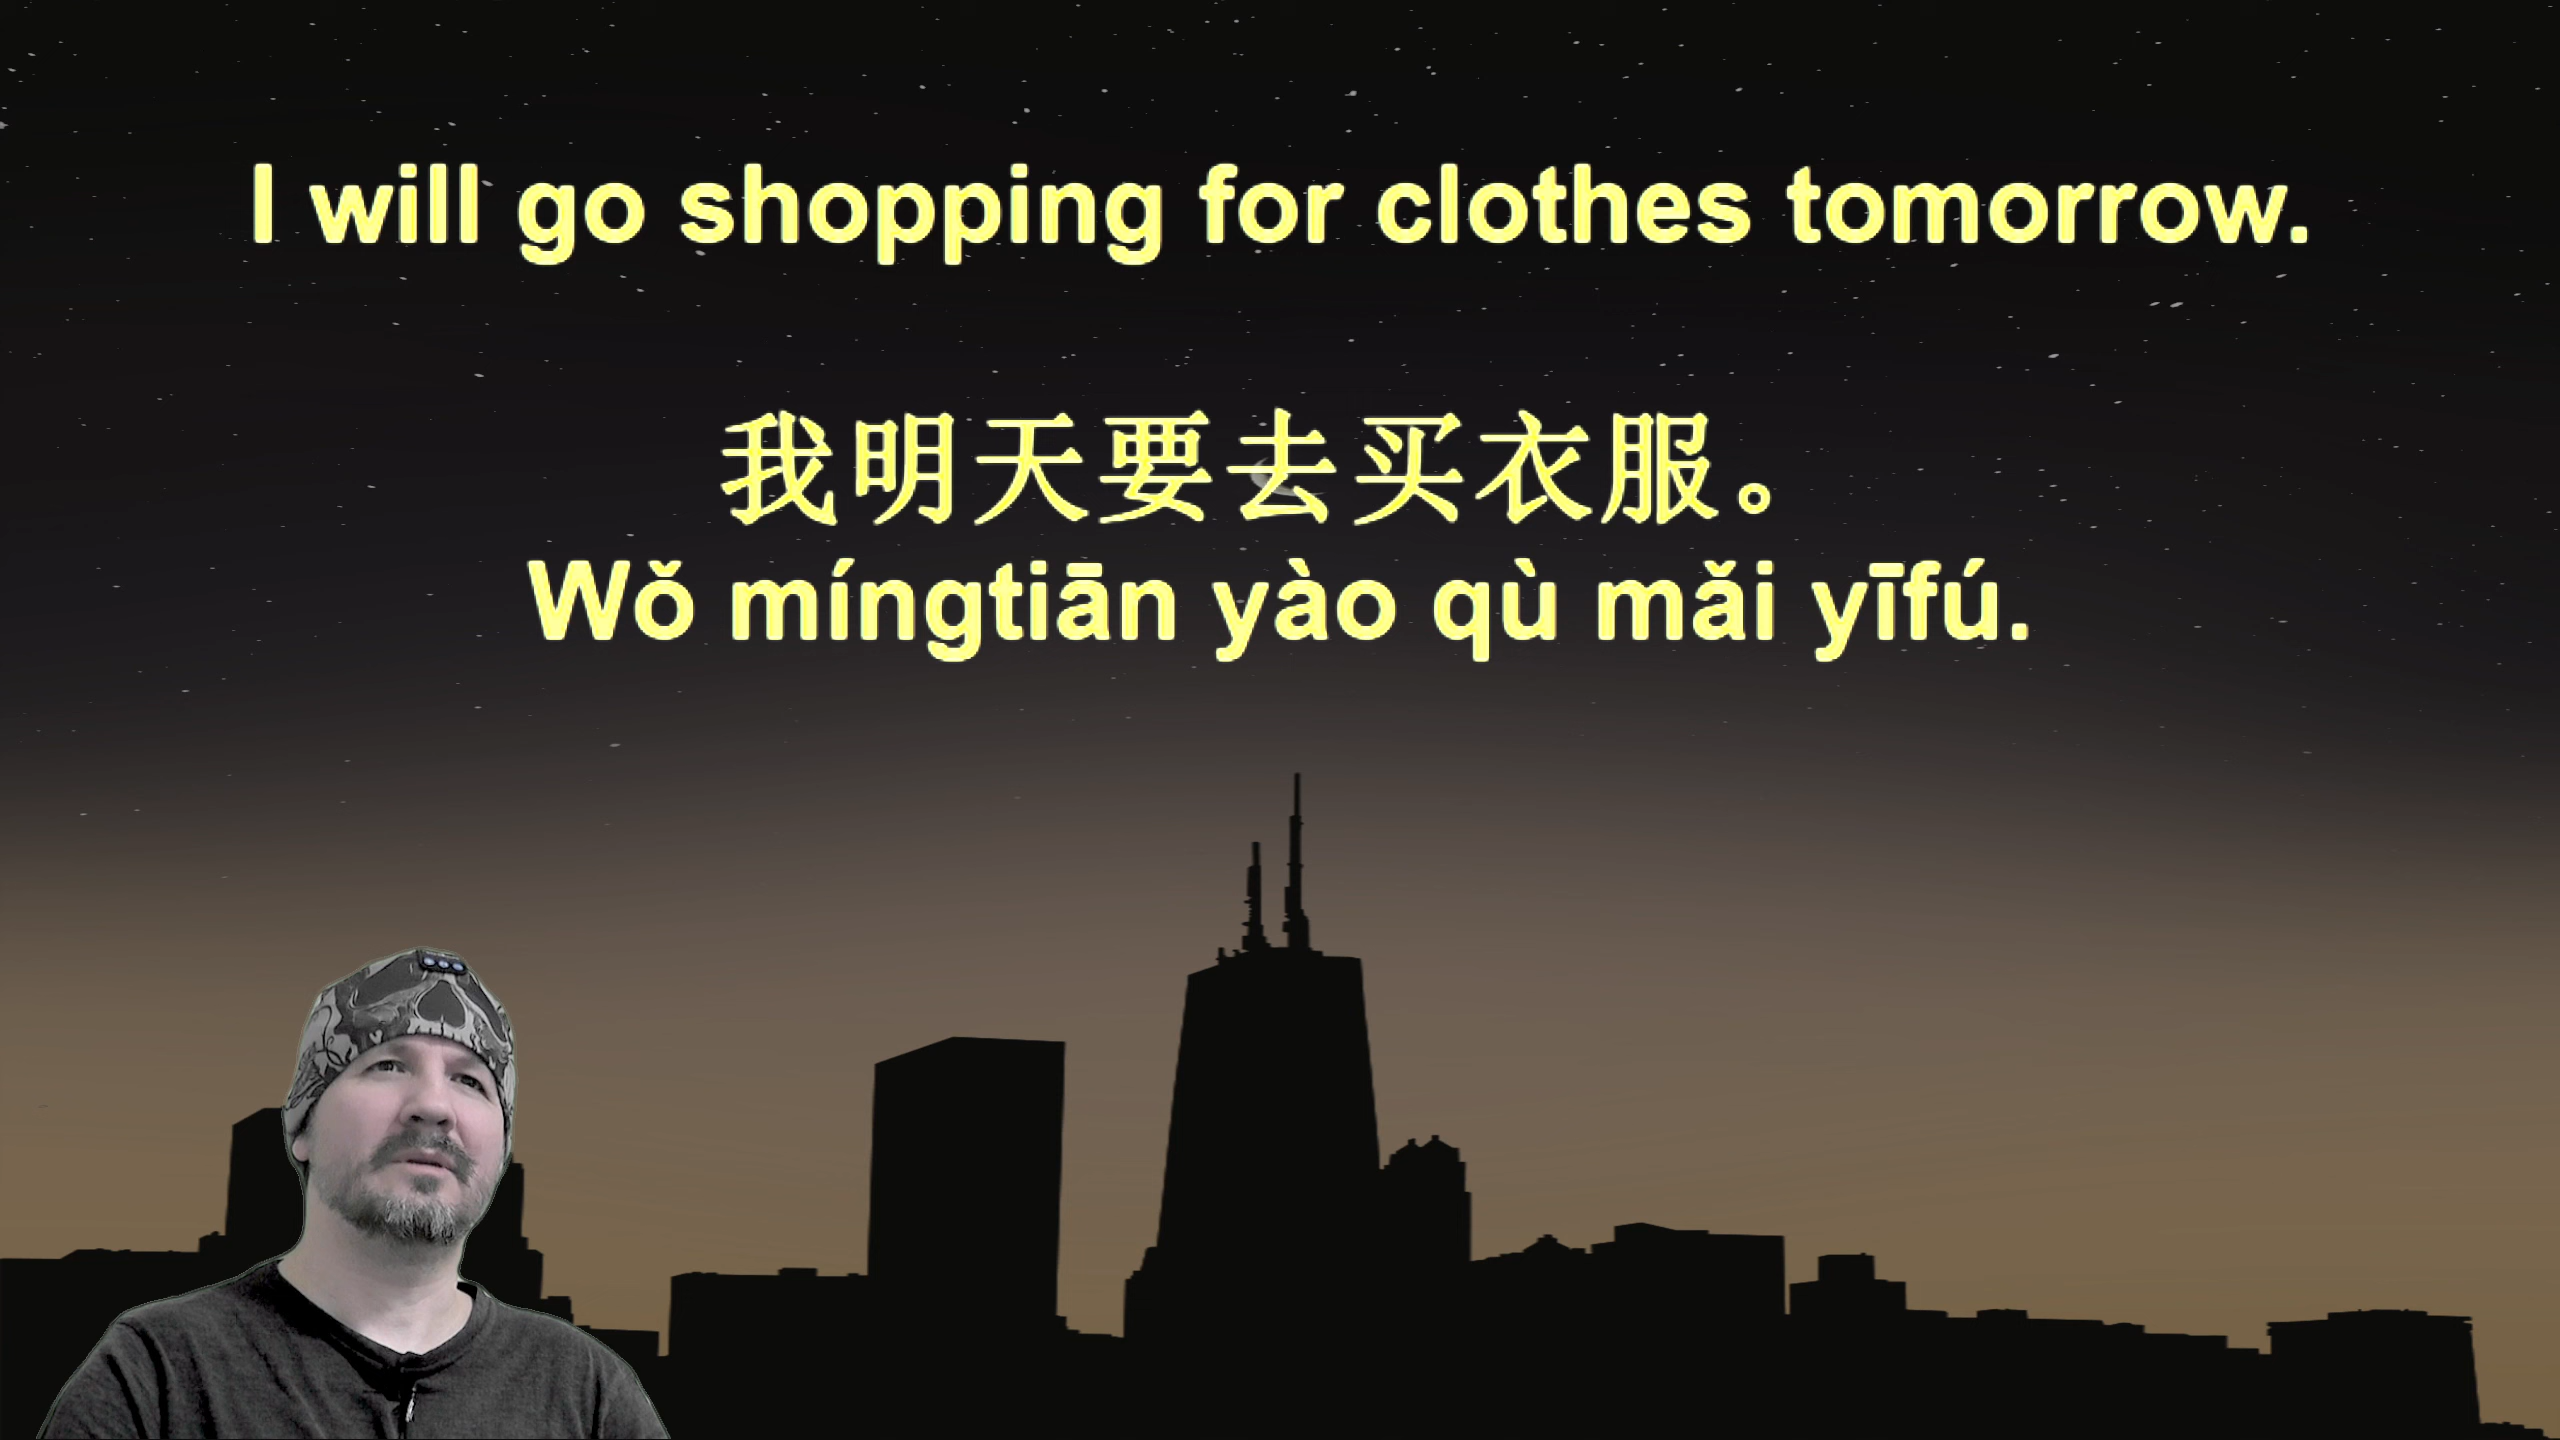 I will go shopping for clothes tomorrow.
我明天要去买衣服。
Wǒ míngtiān yào qù mǎi yīfú.